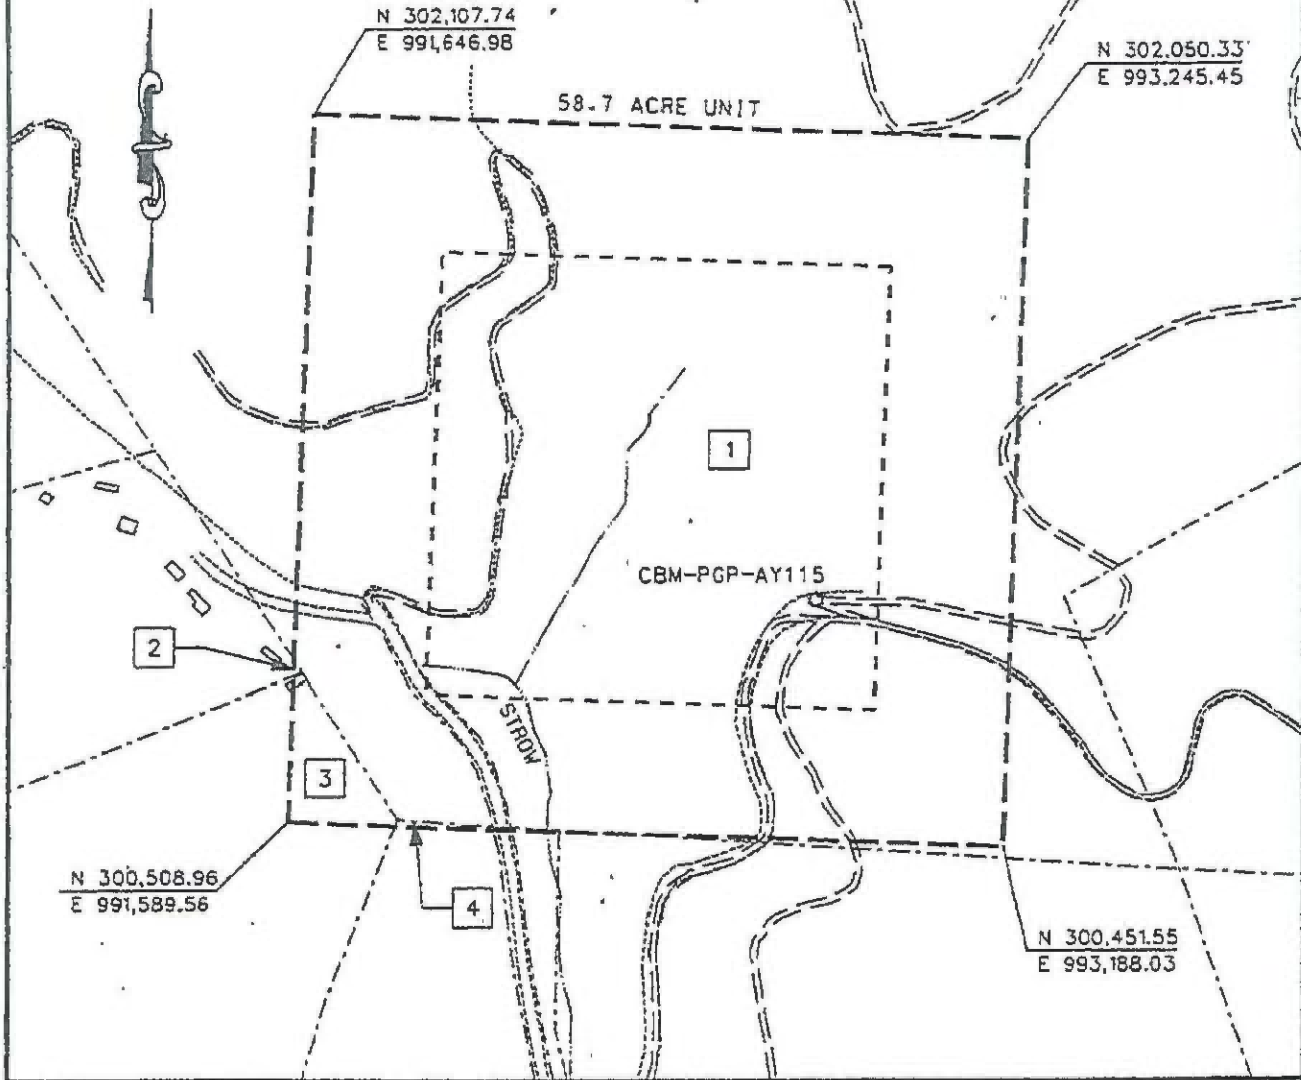 N 302,107.74
E 991,646.98
N 302,050.33
E 993,245.45
58.7 ACRE UNIT
1
CBM-PGP-AY115
2
STROW
3
4
N 300,508.96
E 991,589.56
N 300,451.55
E 993,188.03